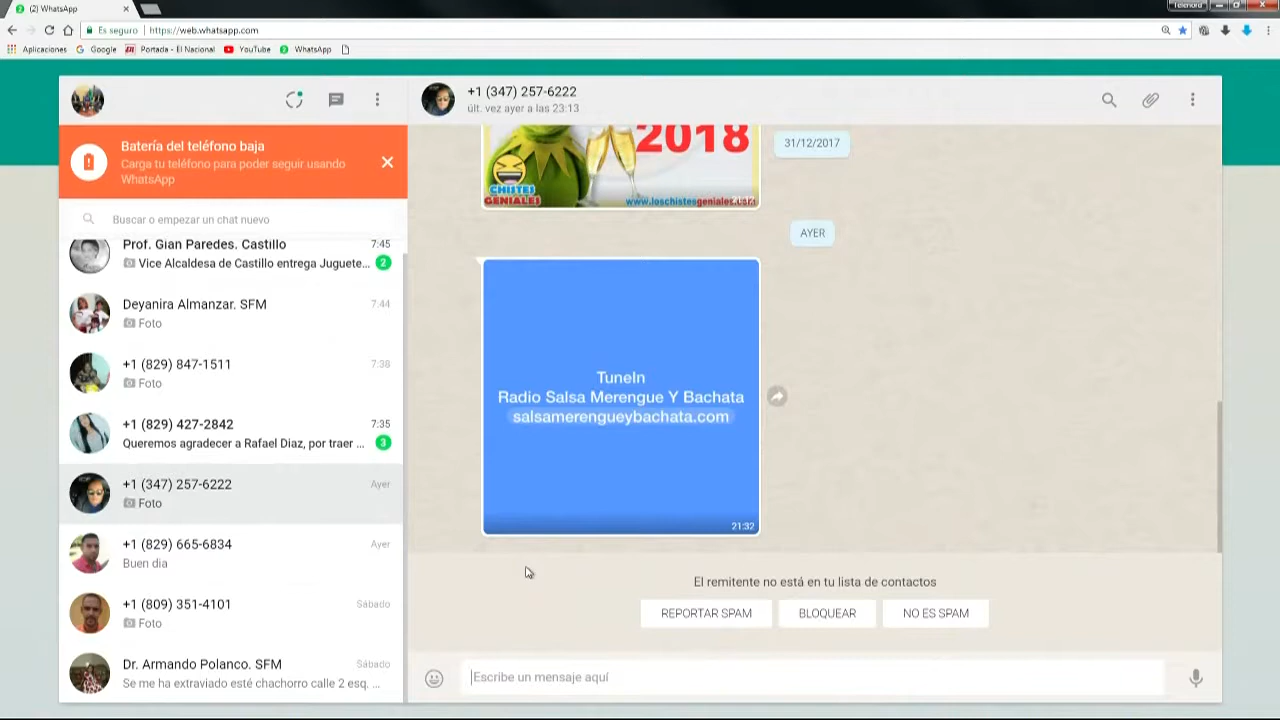 (2) WhatsApp
Telenord
Es seguro
https://web.whatsapp.com
Aplicaciones
Google
Portada - El Nacional
YouTube
WhatsApp
+1 (347) 257-6222
últ. vez ayer a las 23:13
Batería del teléfono baja
Carga tu teléfono para poder seguir usando
WhatsApp
Buscar o empezar un chat nuevo
Prof. Gian Paredes. Castillo
7:45
Vice Alcaldesa de Castillo entrega Juguete...
2
Deyanira Almanzar. SFM
7:44
Foto
+1 (829) 847-1511
7:38
Foto
+1 (829) 427-2842
7:35
Queremos agradecer a Rafael Diaz, por traer ...
3
+1 (347) 257-6222
Ayer
Foto
+1 (829) 665-6834
Ayer
Buen dia
+1 (809) 351-4101
Sábado
Foto
Dr. Armando Polanco. SFM
Sábado
Se me ha extraviado esté chachorro calle 2 esq. ...
2018
CHISTES
GENIALES
www.loschistesgeniales.com
31/12/2017
AYER
TuneIn
Radio Salsa Merengue Y Bachata
salsamerengueybachata.com
21:32
El remitente no está en tu lista de contactos
REPORTAR SPAM
BLOQUEAR
NO ES SPAM
Escribe un mensaje aquí